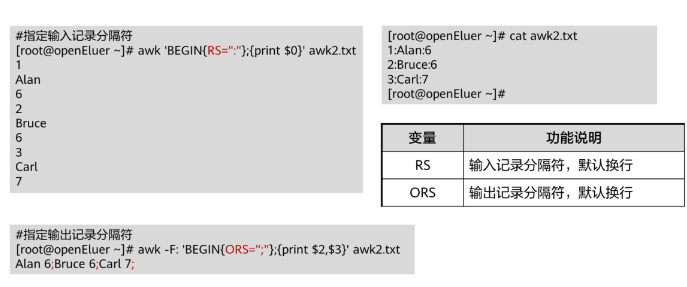 #指定输入记录分隔符
[root@openEluer ~]# awk 'BEGIN{RS=":"};{print $0}' awk2.txt
1
Alan
6
2
Bruce
6
3
Carl
7
[root@openEluer ~]# cat awk2.txt
1:Alan:6
2:Bruce:6
3:Carl:7
[root@openEluer ~]#
变量 功能说明
RS 输入记录分隔符，默认换行
ORS 输出记录分隔符，默认换行
#指定输出记录分隔符
[root@openEluer ~]# awk -F: 'BEGIN{ORS=";"};{print $2,$3}' awk2.txt
Alan 6;Bruce 6;Carl 7;